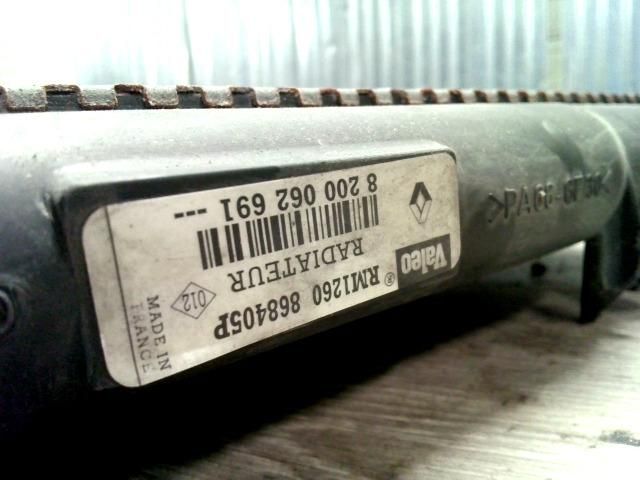 Valeo
® RM1260 868405P
RADIATEUR
012
8 200 062 691 ---
MADE IN
FRANCE
>PA66-GF30<